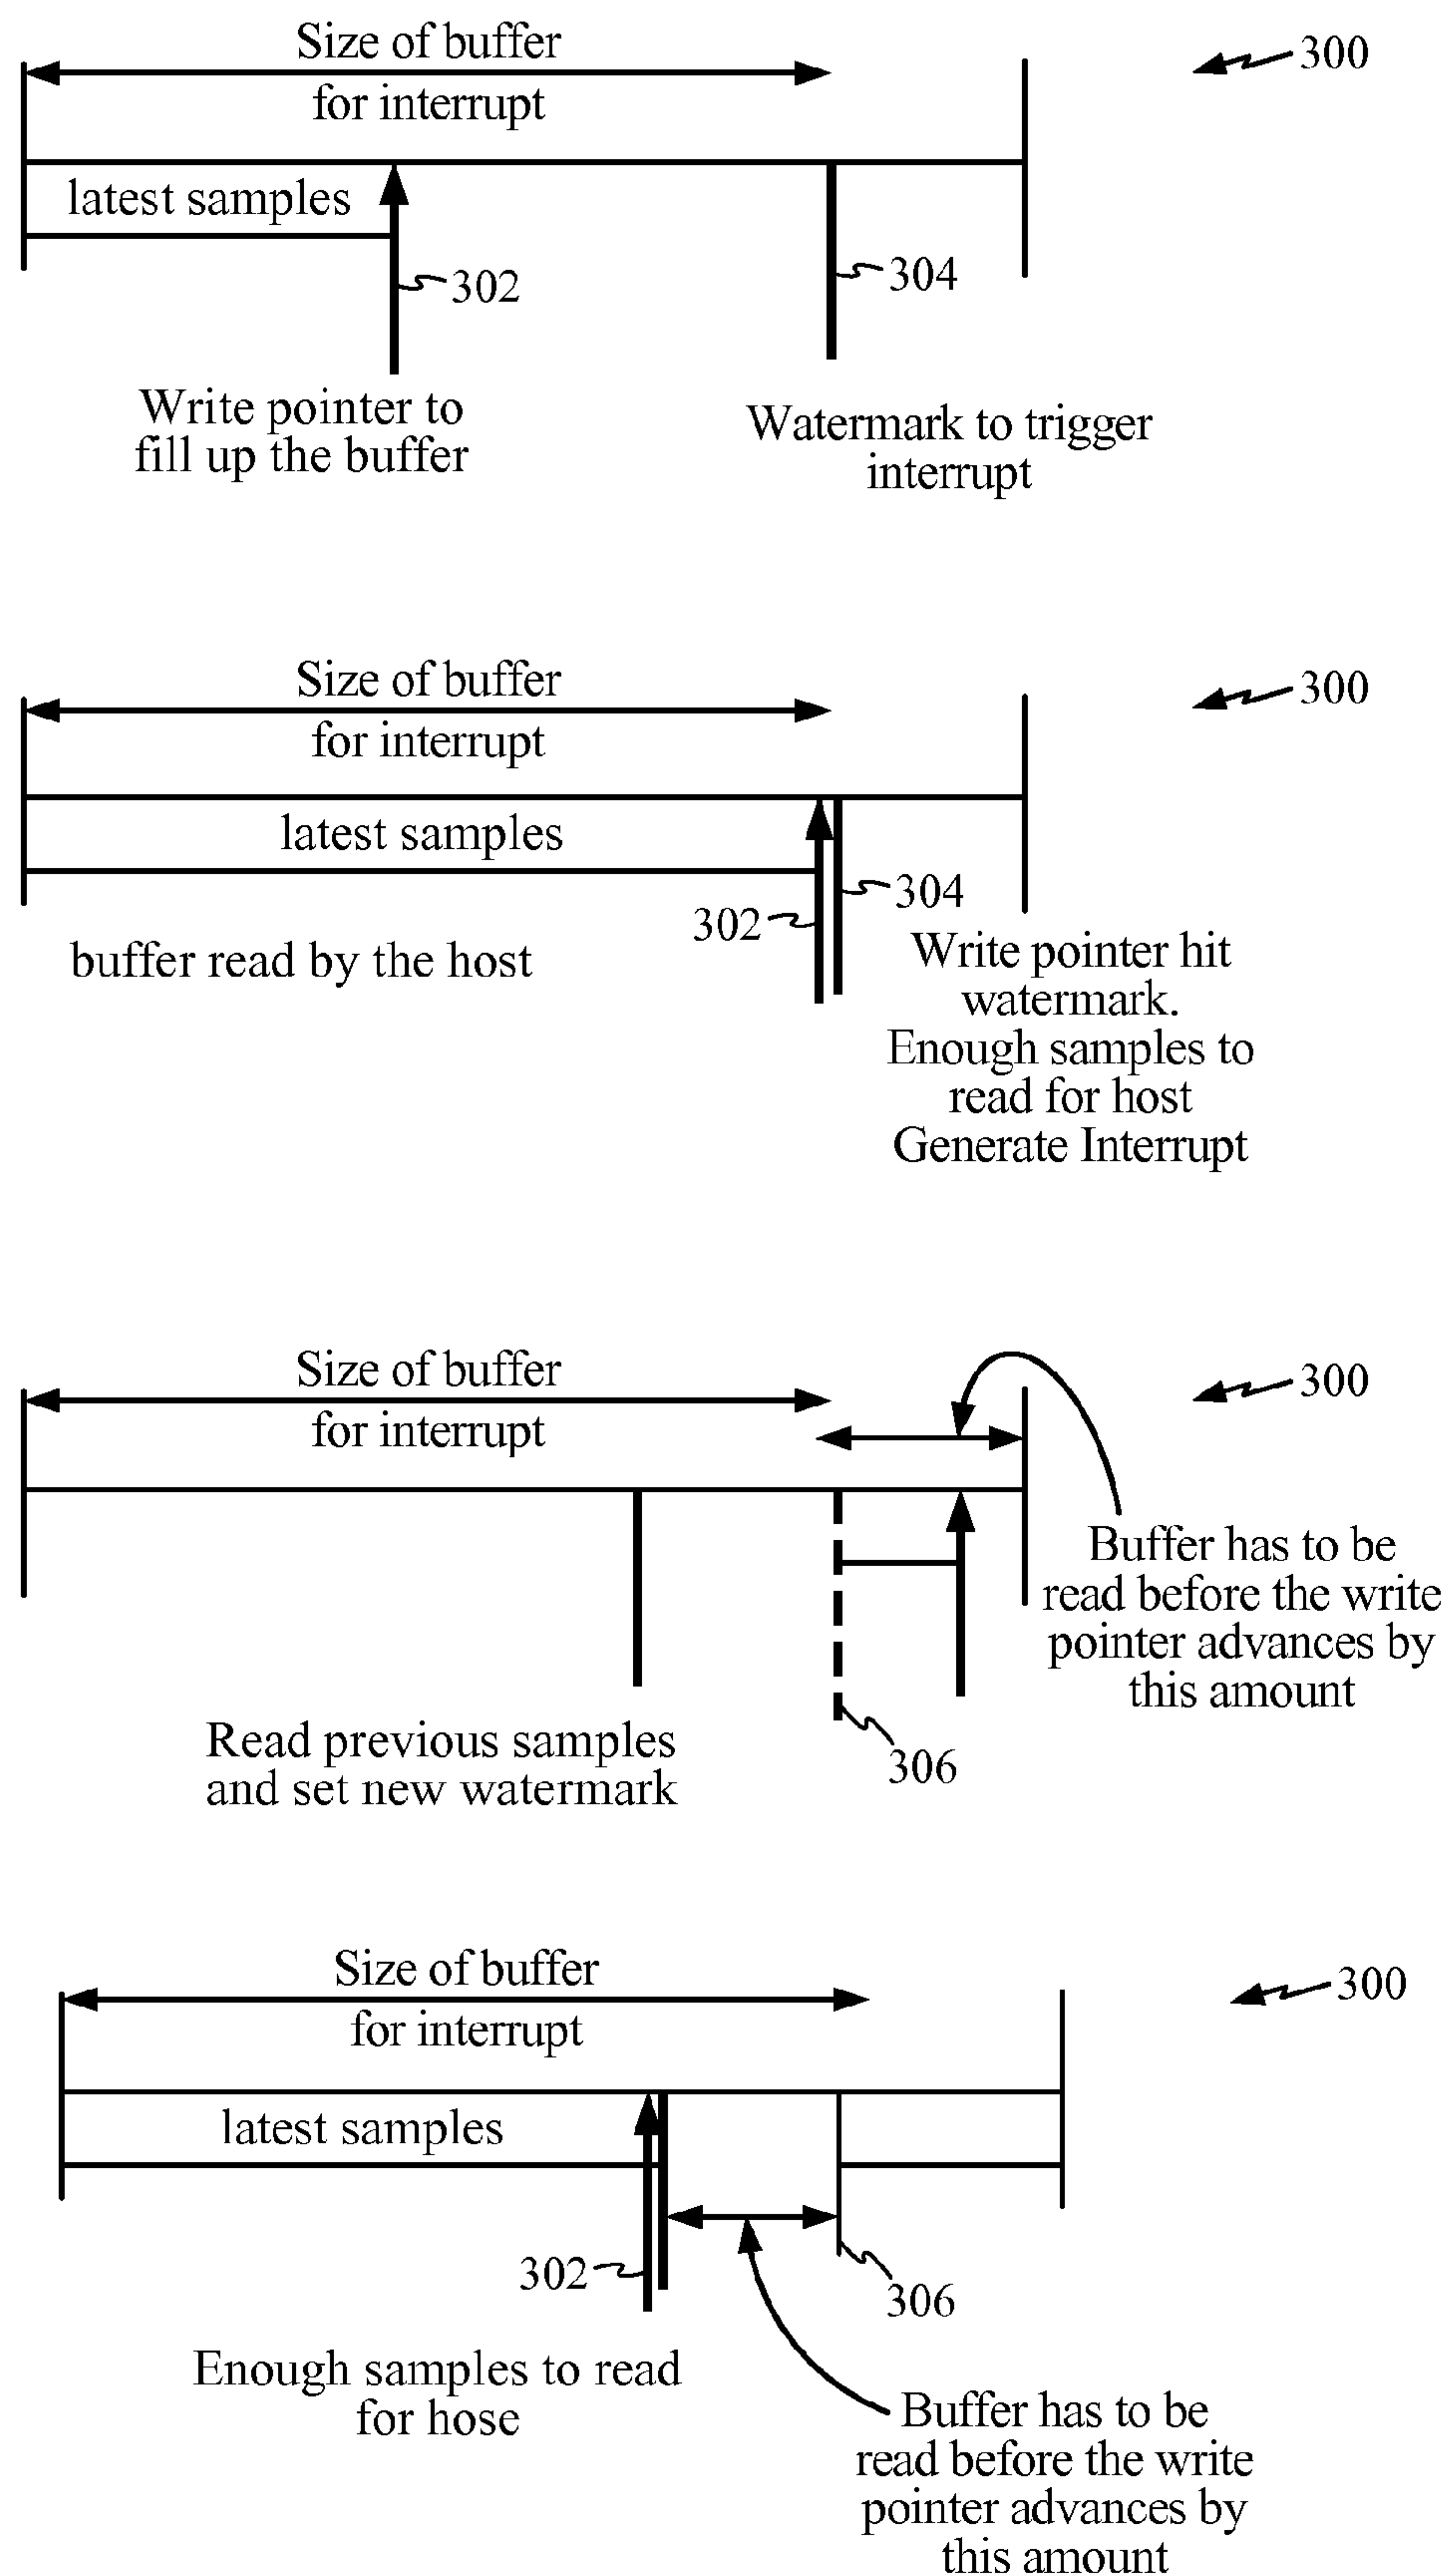 Size of buffer
for interrupt
300
latest samples
302
304
Write pointer to
fill up the buffer
Watermark to trigger
interrupt
Size of buffer
for interrupt
300
latest samples
304
302
buffer read by the host
Write pointer hit
watermark.
Enough samples to
read for host
Generate Interrupt
Size of buffer
for interrupt
300
Buffer has to be
read before the write
pointer advances by
this amount
Read previous samples
and set new watermark
306
Size of buffer
for interrupt
300
latest samples
302
306
Enough samples to read
for hose
Buffer has to be
read before the write
pointer advances by
this amount